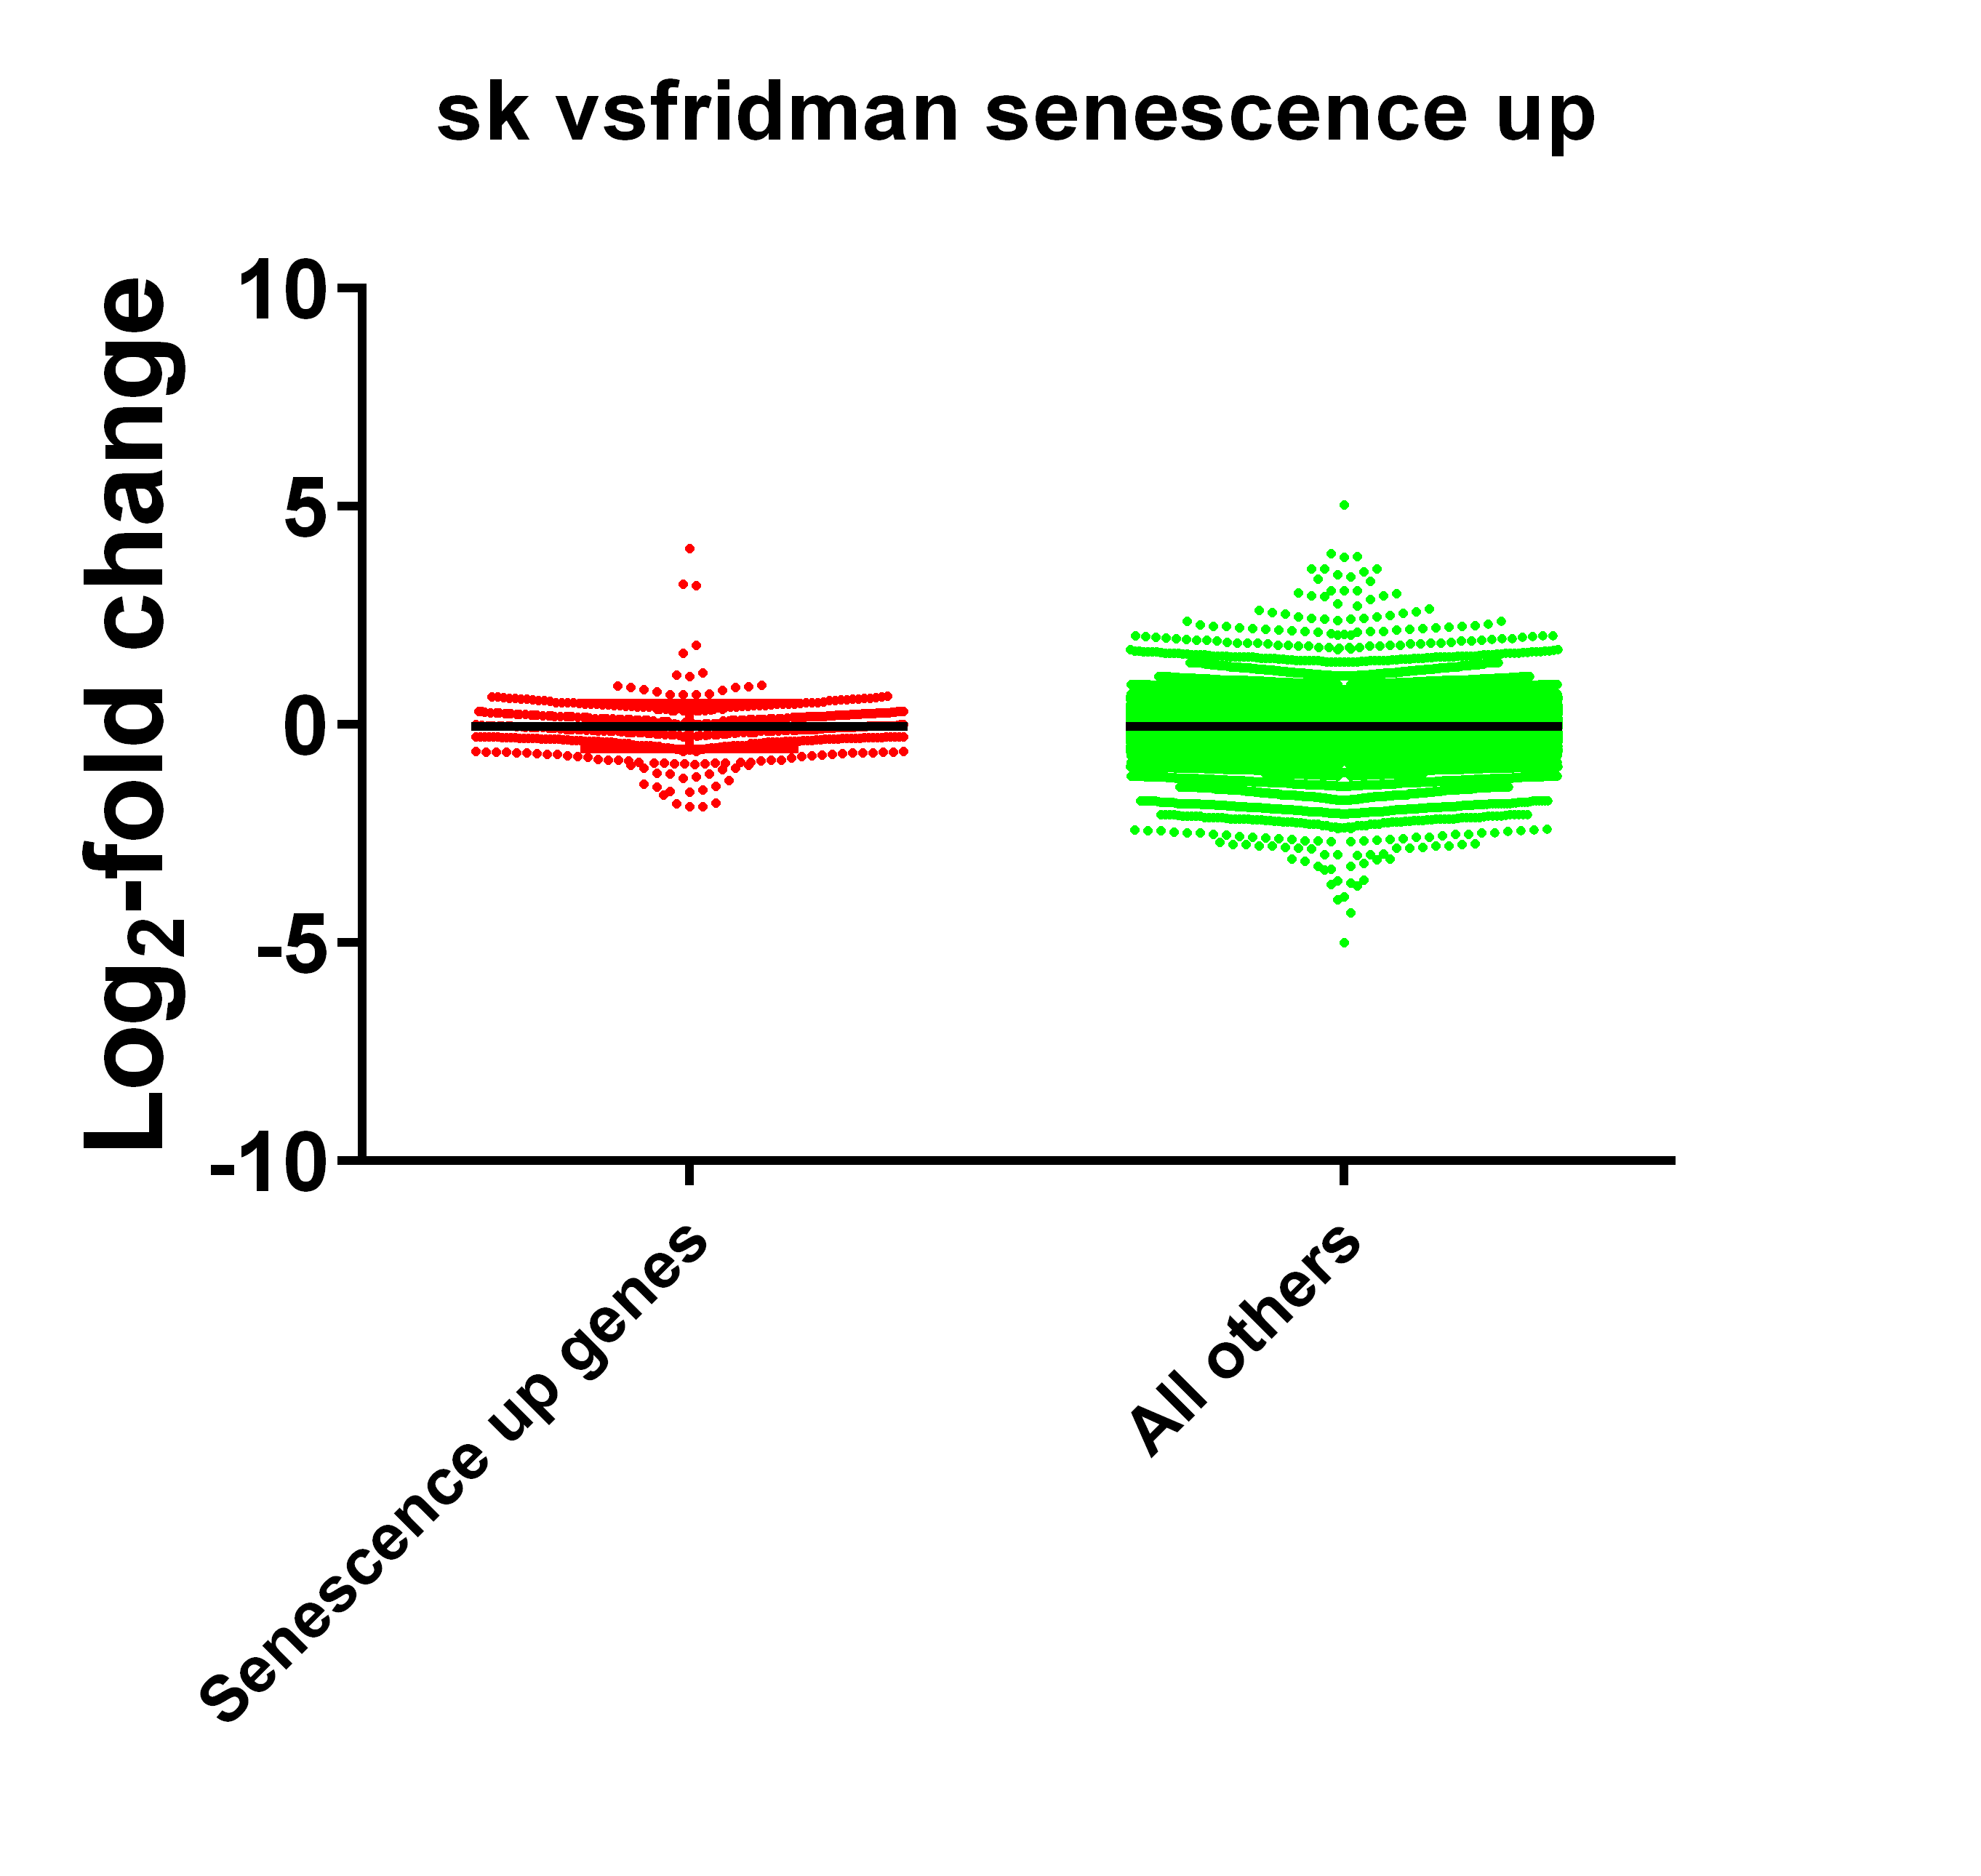 sk vsfridman senescence up
Log₂-fold change
10
5
0
-5
-10
Senescence up genes
All others